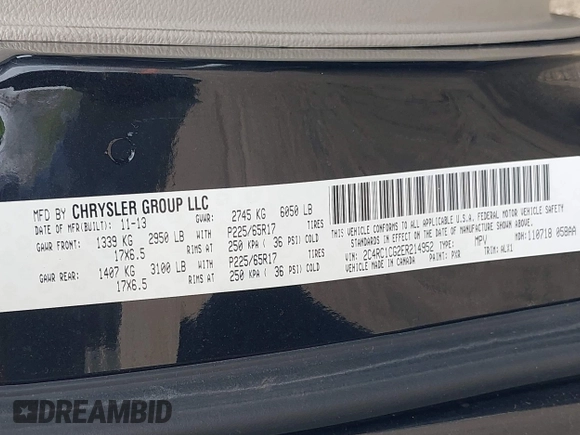 MFD BY CHRYSLER GROUP LLC
DATE OF MFR(BUILT): 11-13 GVWR: 2745 KG 6050 LB
GAWR FRONT: 1339 KG 2950 LB P225/65R17 TIRES
17X6.5 RIMS AT 250 KPA ( 36 PSI)COLD
GAWR REAR: 1407 KG 3100 LB P225/65R17 TIRES
17X6.5 RIMS AT 250 KPA ( 36 PSI)COLD
THIS VEHICLE CONFORMS TO ALL APPLICABLE U.S.A. FEDERAL MOTOR VEHICLE SAFETY
STANDARDS IN EFFECT ON THE DATE OF MANUFACTURE SHOWN ABOVE.
VIN: 2C4RC1CG2ER214952 TYPE: MPV MDH:110718 05BAA
VEHICLE MADE IN CANADA PAINT: PXR TRIM: ALX1
DREAMBID